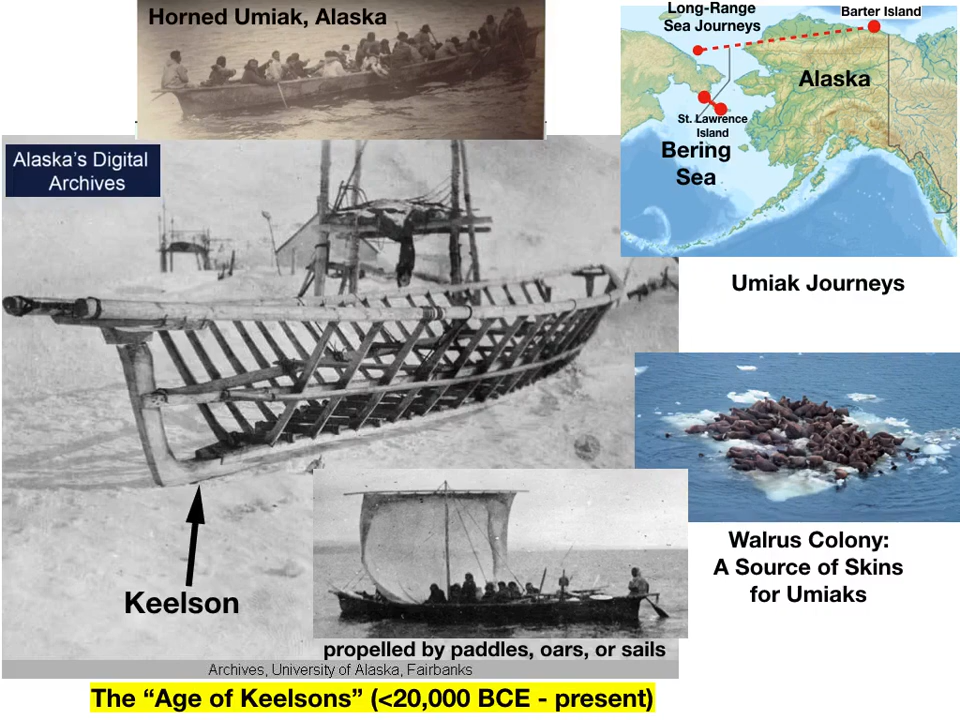 Horned Umiak, Alaska
Long-Range
Sea Journeys
Barter Island
Alaska
St. Lawrence
Island
Bering
Sea
Umiak Journeys
Alaska's Digital
Archives
Keelson
Walrus Colony:
A Source of Skins
for Umiaks
propelled by paddles, oars, or sails
Archives, University of Alaska, Fairbanks
The “Age of Keelsons” (<20,000 BCE - present)